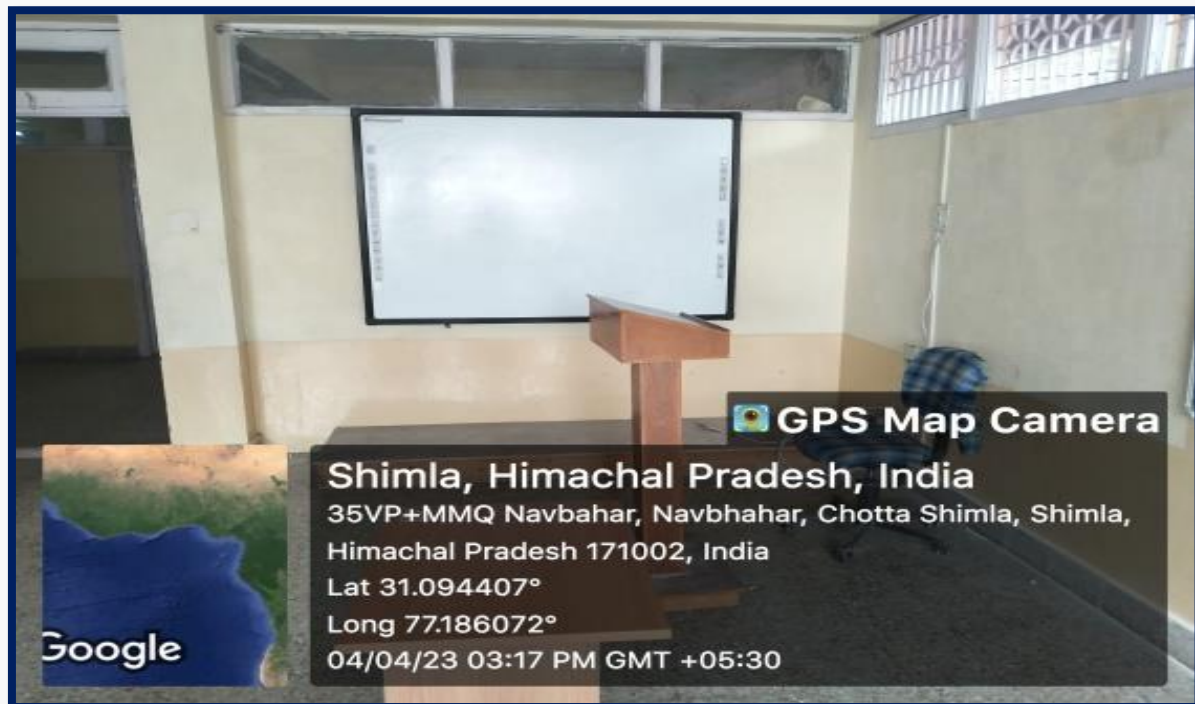 GPS Map Camera
Shimla, Himachal Pradesh, India
35VP+MMQ Navbahar, Navbhahar, Chotta Shimla, Shimla,
Himachal Pradesh 171002, India
Lat 31.094407°
Long 77.186072°
04/04/23 03:17 PM GMT +05:30
Google